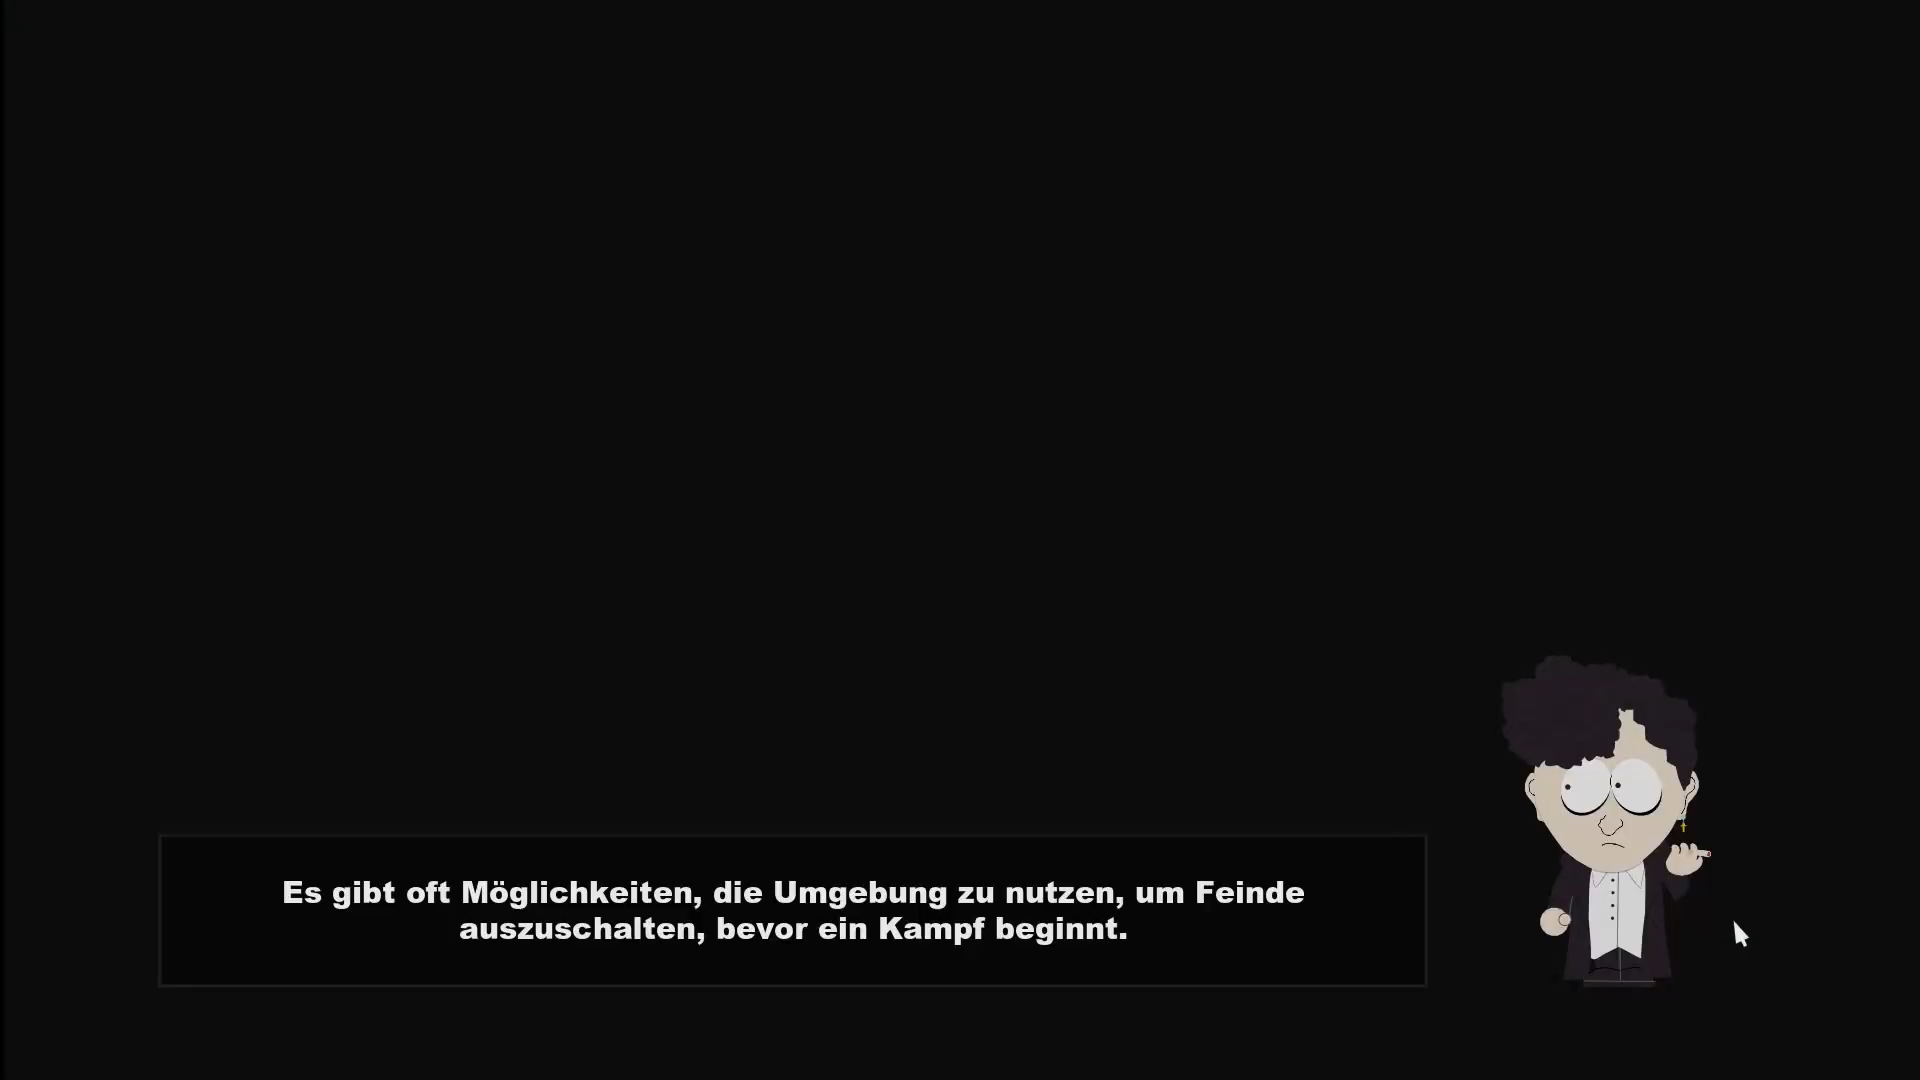 Es gibt oft Möglichkeiten, die Umgebung zu nutzen, um Feinde
auszuschalten, bevor ein Kampf beginnt.